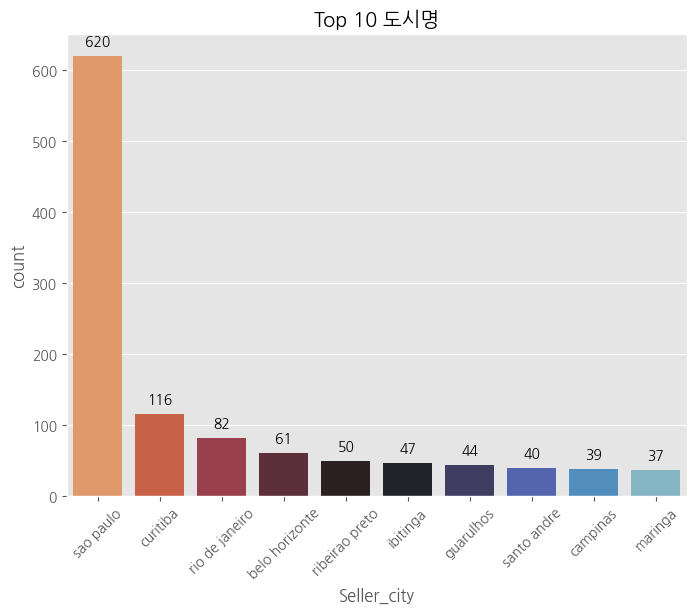 Top 10 도시명
count
600
500
400
300
200
100
0
620
116
82
61
50
47
44
40
39
37
sao paulo
curitiba
rio de janeiro
belo horizonte
ribeirao preto
ibitinga
guarulhos
santo andre
campinas
maringa
Seller_city